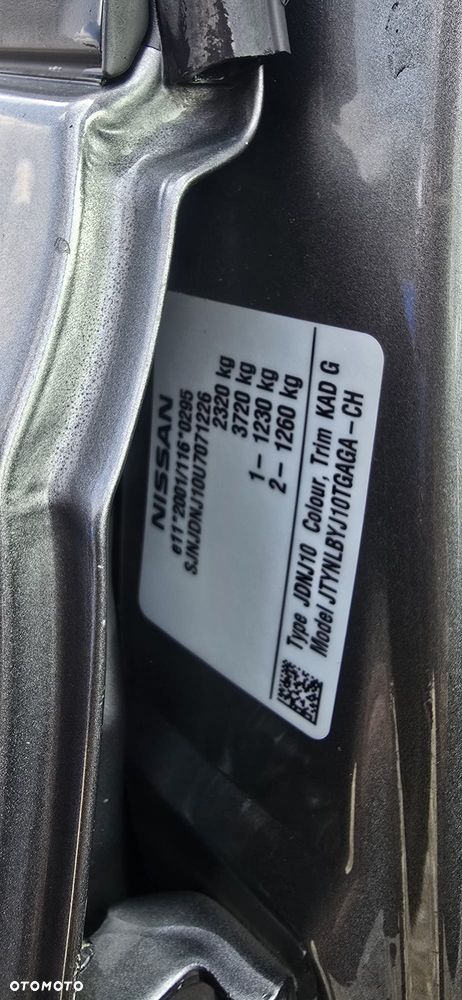 NISSAN
e11*2001/116*0295
SJNJDNJ10U7071226
2320 kg
3720 kg
1- 1230 kg
2- 1260 kg
Type JDNJ10 Colour, Trim KAD G
Model JTYNLBYJ10TGAGA-CH
OTOMOTO